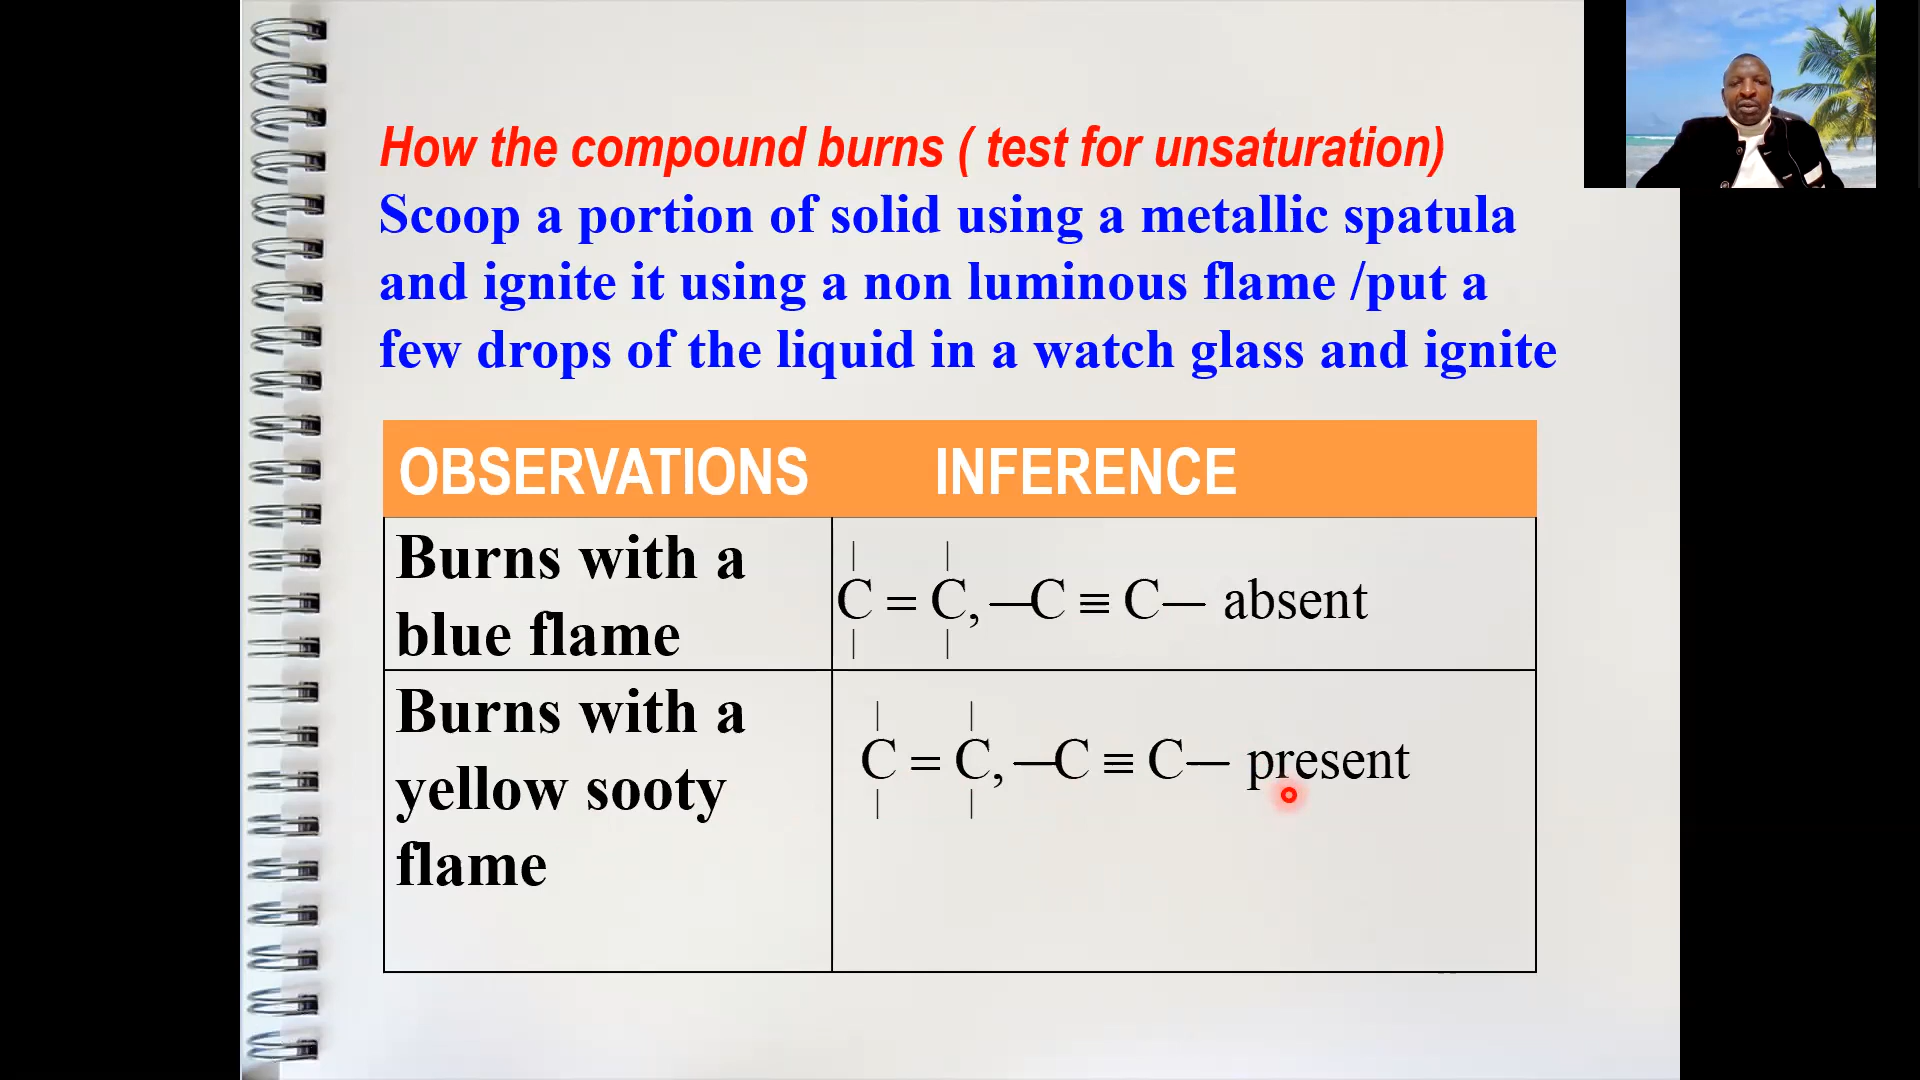 How the compound burns ( test for unsaturation)
Scoop a portion of solid using a metallic spatula
and ignite it using a non luminous flame /put a
few drops of the liquid in a watch glass and ignite
OBSERVATIONS INFERENCE
Burns with a
blue flame
C = C, —C ≡ C— absent
Burns with a
yellow sooty
flame
C = C, —C ≡ C— present